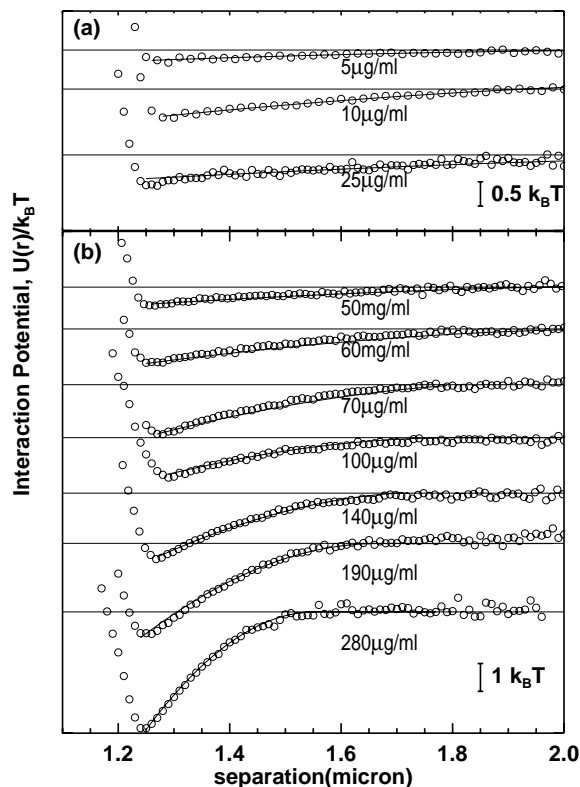 (a)
5μg/ml
10μg/ml
25μg/ml
0.5 kBT
(b)
50mg/ml
60mg/ml
70μg/ml
100μg/ml
140μg/ml
190μg/ml
280μg/ml
1 kBT
Interaction Potential, U(r)/kBT
1.2 1.4 1.6 1.8 2.0
separation(micron)